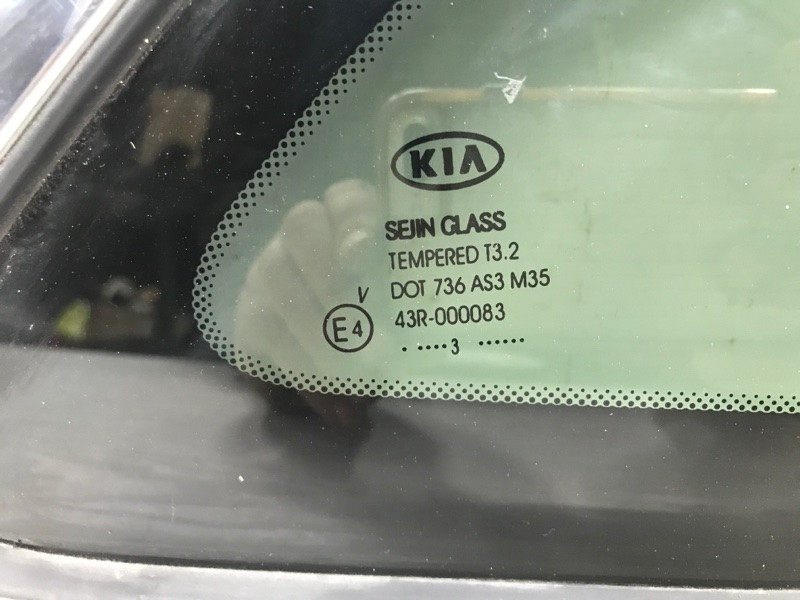 KIA
SEJIN GLASS
TEMPERED T3.2
DOT 736 AS3 M35
V
E4 43R-000083
. ....3 ......